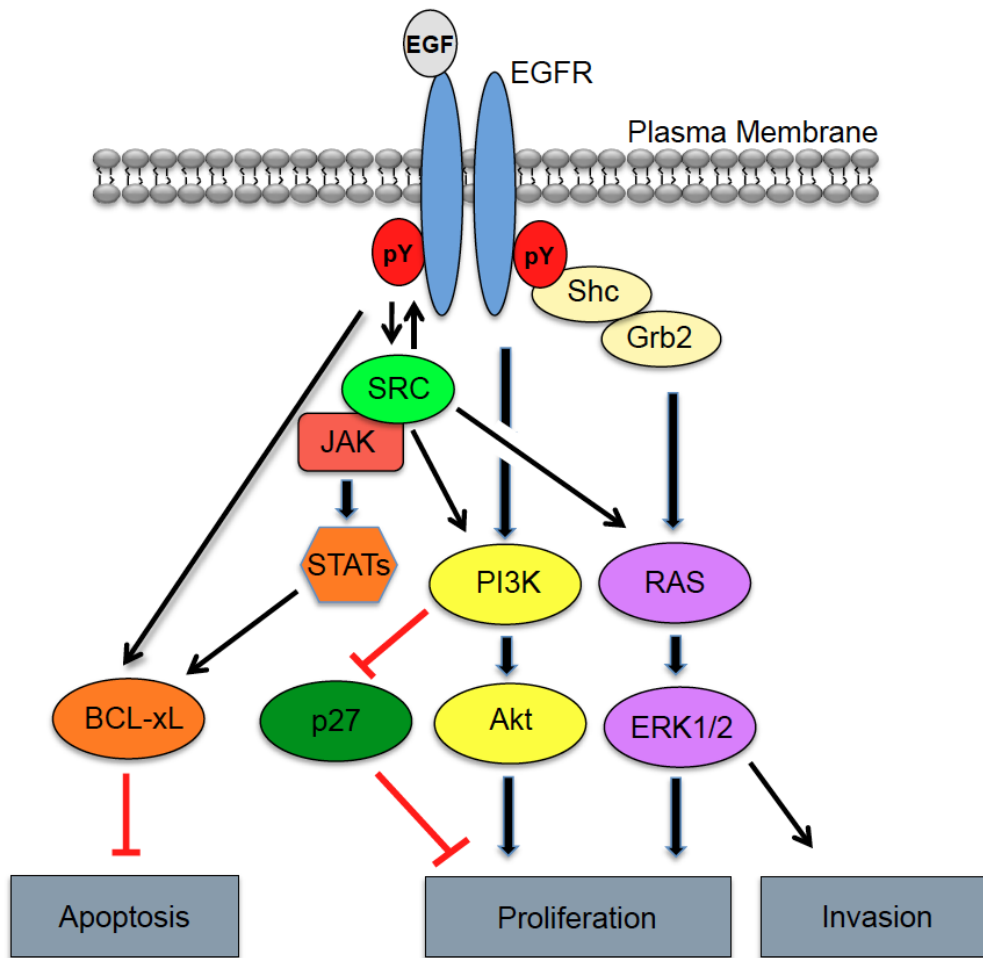 EGF
EGFR
Plasma Membrane
pY
pY
Shc
Grb2
SRC
JAK
STATs
PI3K
RAS
BCL-xL
p27
Akt
ERK1/2
Apoptosis
Proliferation
Invasion